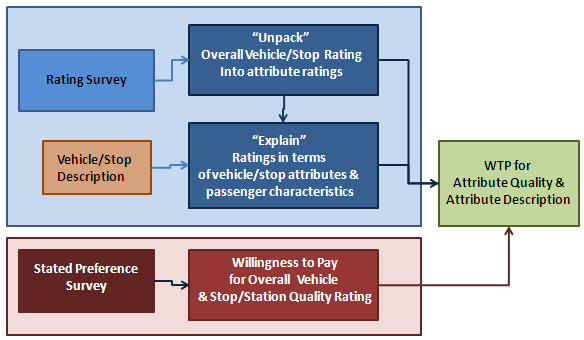 “Unpack”
Overall Vehicle/Stop Rating
Into attribute ratings
Rating Survey
“Explain”
Ratings in terms
of vehicle/stop attributes &
passenger characteristics
Vehicle/Stop
Description
WTP for
Attribute Quality &
Attribute Description
Stated Preference
Survey
Willingness to Pay
for Overall Vehicle
& Stop/Station Quality Rating